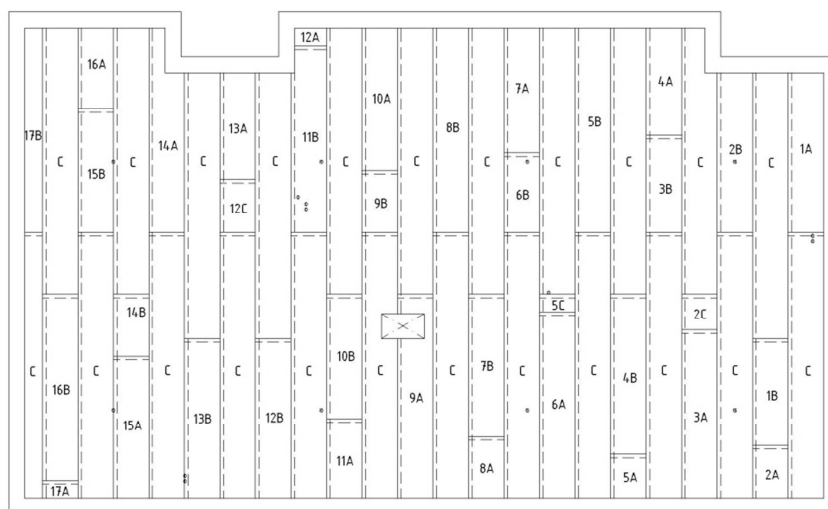 12A
16A 7A 4A
10A
17B 14A 13A 11B 8B 5B 2B 1A
C C C C C C C C C C C
15B 6B 3B
12C 9B
5C 2C
14B
10B 7B 4B 1B
C C C C C C C C C C C C
16B 15A 13B 12B 9A 6A 3A
11A 8A 5A 2A
17A